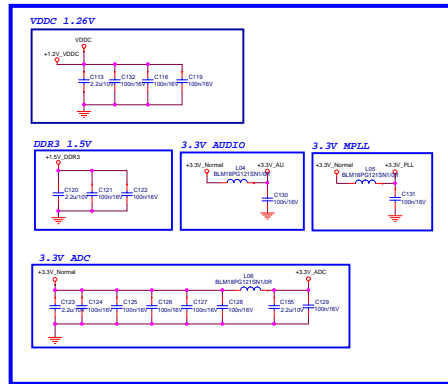 VDDC 1.26V
VDDC
+1.2V_VDDC
C113
2.2u/10V
C132
100n/16V
C116
100n/16V
C119
100n/16V
DDR3 1.5V
+1.5V_DDR3
C120
2.2u/10V
C121
100n/16V
C122
100n/16V
3.3V AUDIO
+3.3V_Normal
L04
BLM18PG121SN1/0R
+3.3V_AU
C130
100n/16V
3.3V MPLL
+3.3V_Normal
L05
BLM18PG121SN1/0R
+3.3V_PLL
C131
100n/16V
3.3V ADC
+3.3V_Normal
L06
BLM18PG121SN1/0R
+3.3V_ADC
C123
2.2u/10V
C124
100n/16V
C125
100n/16V
C126
100n/16V
C127
100n/16V
C128
100n/16V
C155
2.2u/10V
C129
100n/16V